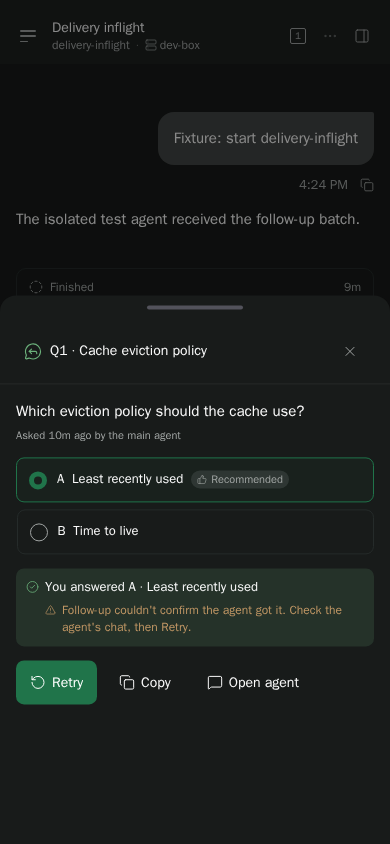 Delivery inflight
delivery-inflight · dev-box
1
Fixture: start delivery-inflight
4:24 PM
The isolated test agent received the follow-up batch.
Finished 9m
Q1 · Cache eviction policy
Which eviction policy should the cache use?
Asked 10m ago by the main agent
A Least recently used Recommended
B Time to live
You answered A · Least recently used
Follow-up couldn't confirm the agent got it. Check the
agent's chat, then Retry.
Retry Copy Open agent